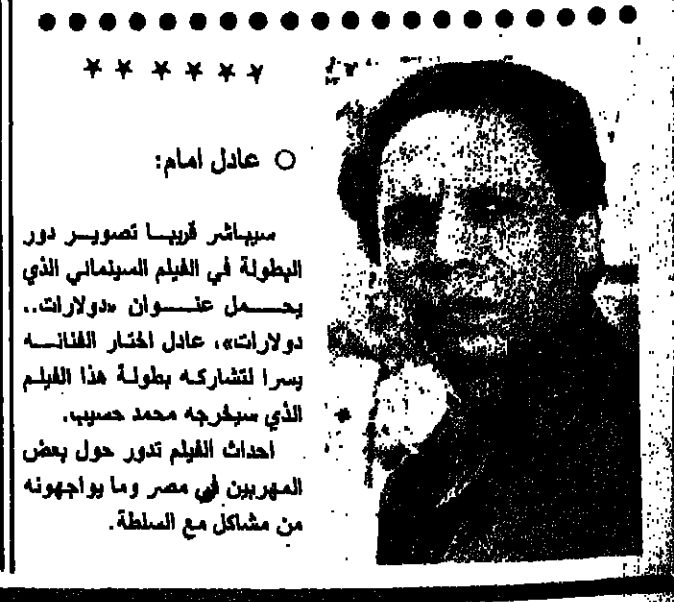 ○ عادل امام:
سيباشر قريبا تصوير دور
البطولة في الفيلم السينمائي الذي
يحمل عنوان «دولارات..
دولارات»، عادل اختار الفنانه
يسرا لتشاركه بطولة هذا الفيلم
الذي سيخرجه محمد حسيب.
احداث الفيلم تدور حول بعض
المهربين في مصر وما يواجهونه
من مشاكل مع السلطة.